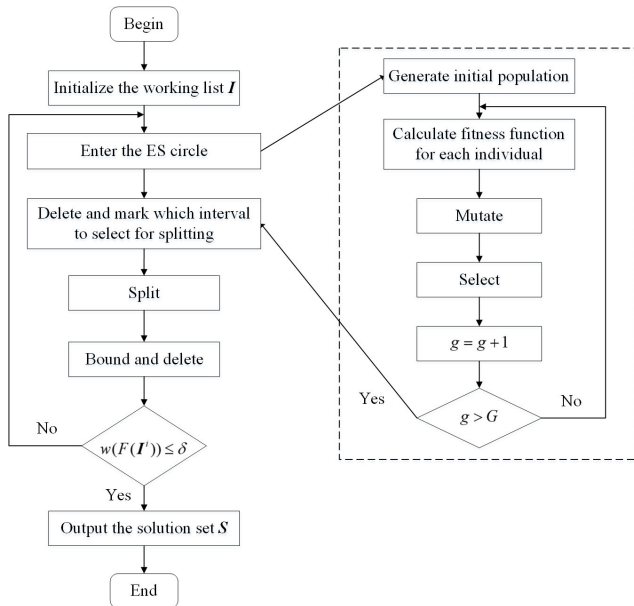 Begin
Initialize the working list I
Enter the ES circle
Delete and mark which interval
to select for splitting
Split
Bound and delete
No
w(F(Iⁱ)) ≤ δ
Yes
Output the solution set S
End
Generate initial population
Calculate fitness function
for each individual
Mutate
Select
g = g + 1
Yes
g > G
No